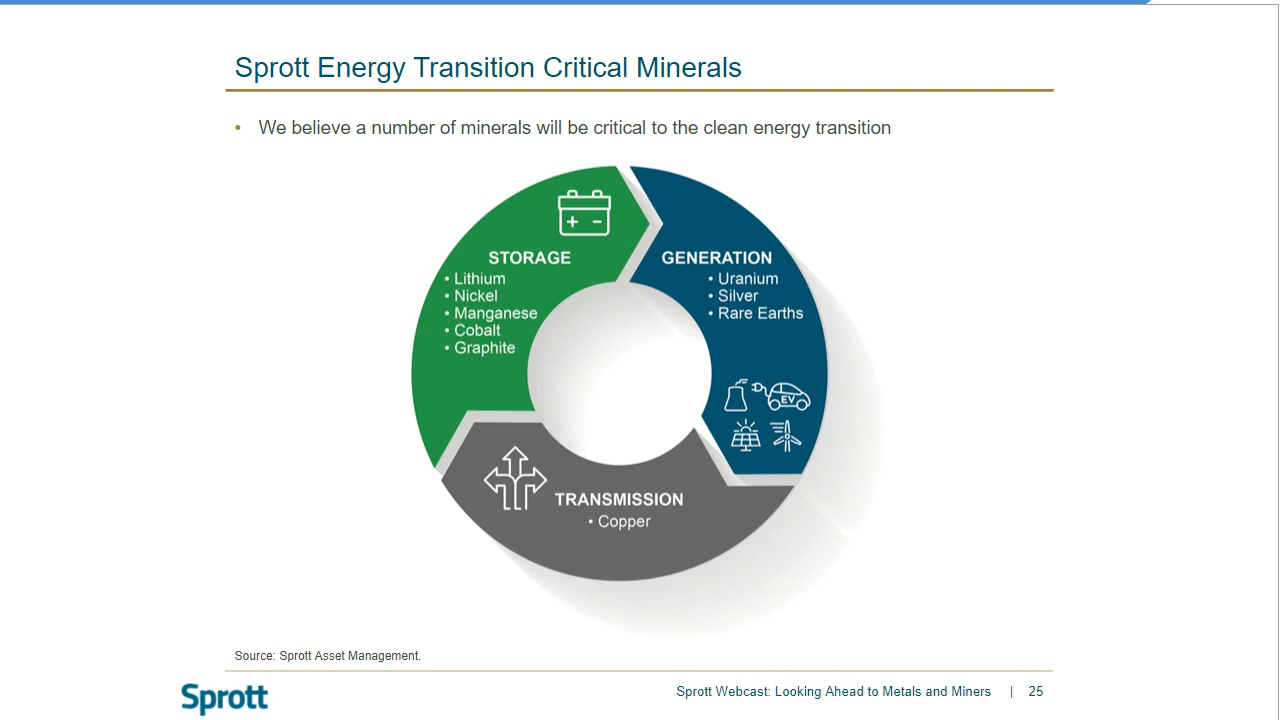 Sprott Energy Transition Critical Minerals
• We believe a number of minerals will be critical to the clean energy transition
STORAGE
• Lithium
• Nickel
• Manganese
• Cobalt
• Graphite
GENERATION
• Uranium
• Silver
• Rare Earths
EV
TRANSMISSION
• Copper
Source: Sprott Asset Management.
Sprott
Sprott Webcast: Looking Ahead to Metals and Miners | 25